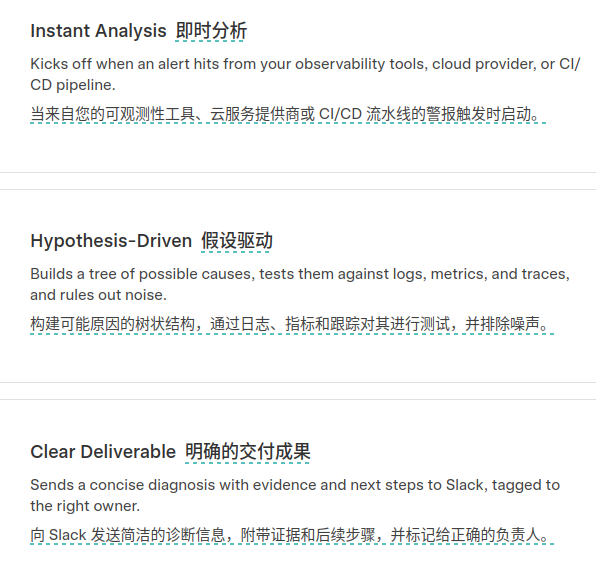 Instant Analysis 即时分析
Kicks off when an alert hits from your observability tools, cloud provider, or CI/
CD pipeline.
当来自您的可观测性工具、云服务提供商或 CI/CD 流水线的警报触发时启动。
Hypothesis-Driven 假设驱动
Builds a tree of possible causes, tests them against logs, metrics, and traces,
and rules out noise.
构建可能原因的树状结构，通过日志、指标和跟踪对其进行测试，并排除噪声。
Clear Deliverable 明确的交付成果
Sends a concise diagnosis with evidence and next steps to Slack, tagged to
the right owner.
向 Slack 发送简洁的诊断信息，附带证据和后续步骤，并标记给正确的负责人。